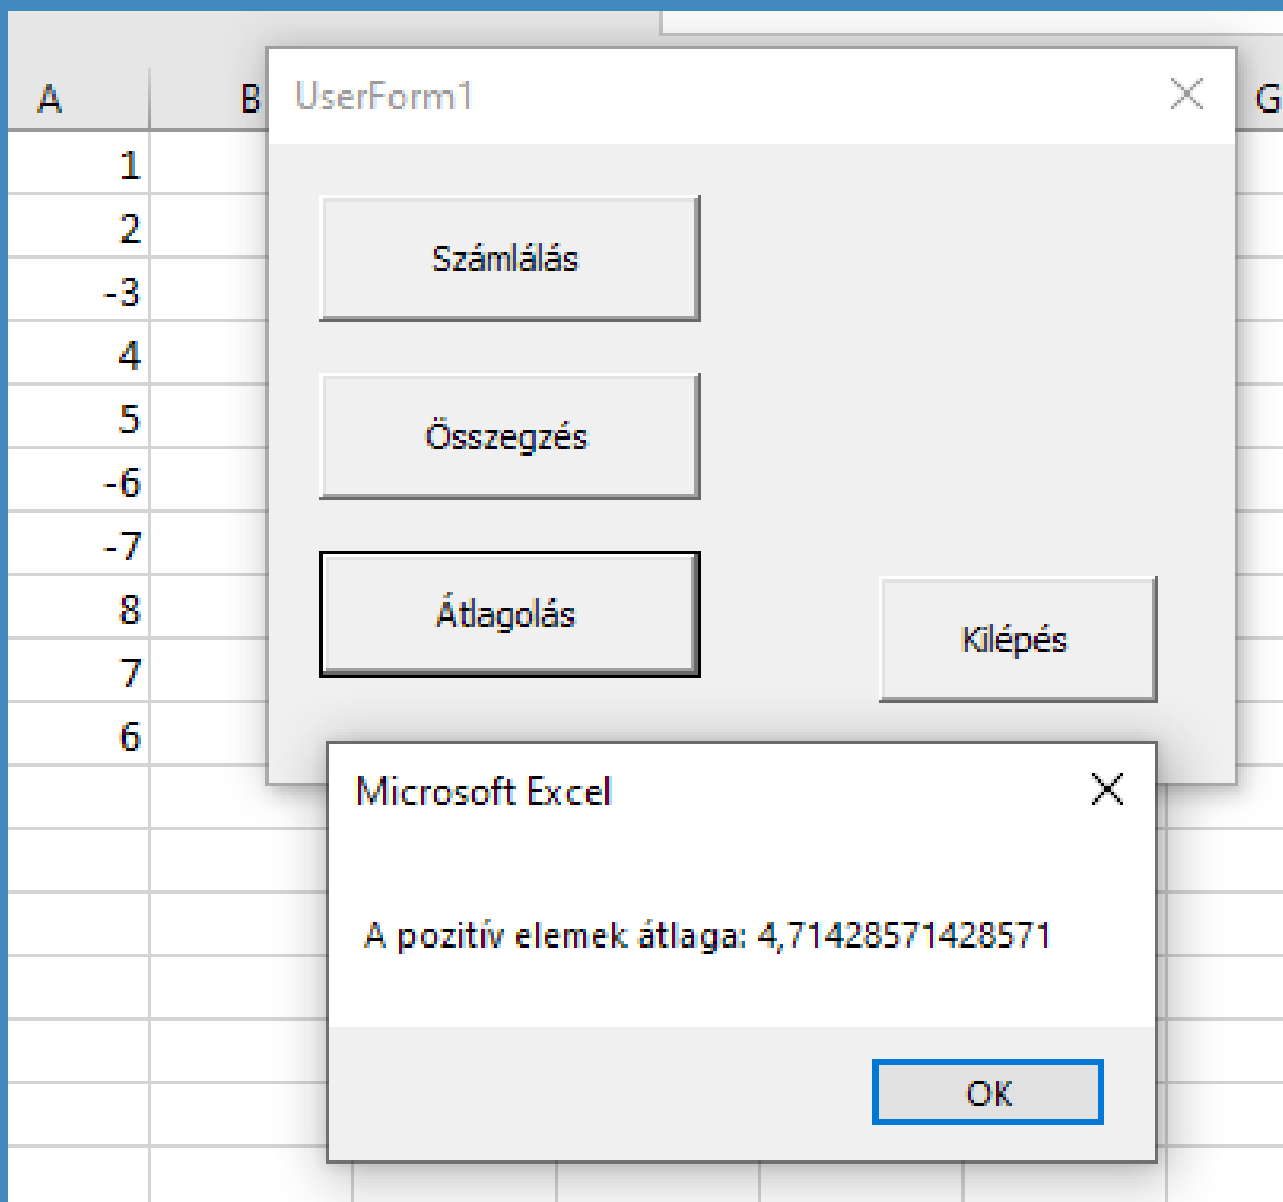 A B G
1
2
-3
4
5
-6
-7
8
7
6
UserForm1
Számlálás
Összegzés
Átlagolás
Kilépés
Microsoft Excel
A pozitív elemek átlaga: 4,71428571428571
OK